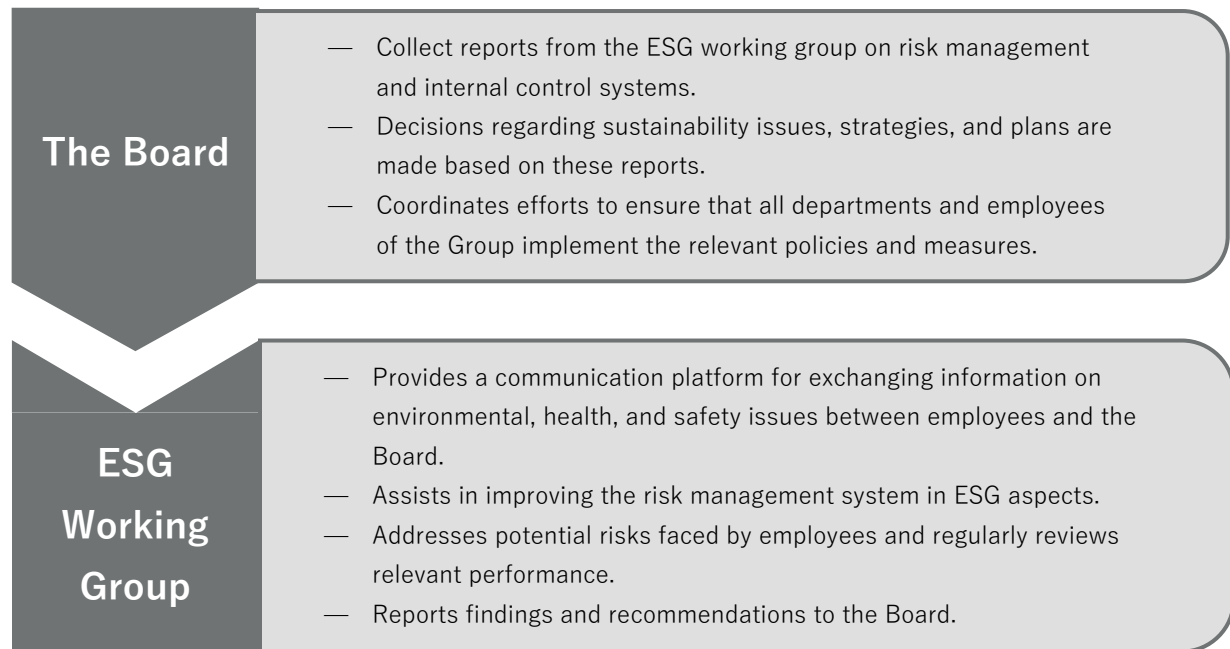 The Board
— Collect reports from the ESG working group on risk management
and internal control systems.
— Decisions regarding sustainability issues, strategies, and plans are
made based on these reports.
— Coordinates efforts to ensure that all departments and employees
of the Group implement the relevant policies and measures.
ESG
Working
Group
— Provides a communication platform for exchanging information on
environmental, health, and safety issues between employees and the
Board.
— Assists in improving the risk management system in ESG aspects.
— Addresses potential risks faced by employees and regularly reviews
relevant performance.
— Reports findings and recommendations to the Board.